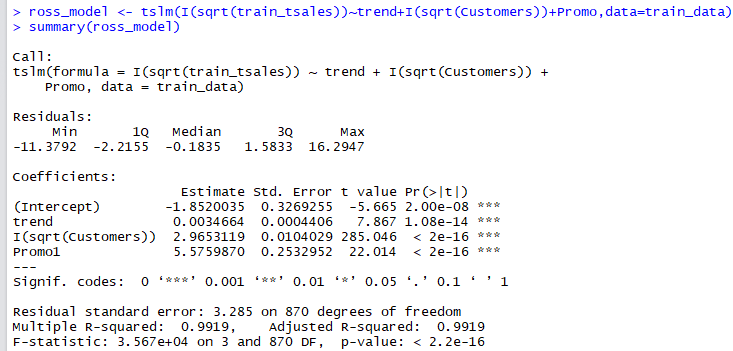 > ross_model <- tslm(I(sqrt(train_tsales))~trend+I(sqrt(Customers))+Promo,data=train_data)
> summary(ross_model)
Call:
tslm(formula = I(sqrt(train_tsales)) ~ trend + I(sqrt(Customers)) +
    Promo, data = train_data)
Residuals:
     Min       1Q   Median       3Q      Max
-11.3792  -2.2155  -0.1835   1.5833  16.2947
Coefficients:
                     Estimate Std. Error t value Pr(>|t|)
(Intercept)        -1.8520035  0.3269255  -5.665 2.00e-08 ***
trend               0.0034664  0.0004406   7.867 1.08e-14 ***
I(sqrt(Customers))  2.9653119  0.0104029 285.046  < 2e-16 ***
Promo1              5.5759870  0.2532952  22.014  < 2e-16 ***
---
Signif. codes:  0 ‘***’ 0.001 ‘**’ 0.01 ‘*’ 0.05 ‘.’ 0.1 ‘ ’ 1
Residual standard error: 3.285 on 870 degrees of freedom
Multiple R-squared:  0.9919,    Adjusted R-squared:  0.9919
F-statistic: 3.567e+04 on 3 and 870 DF,  p-value: < 2.2e-16